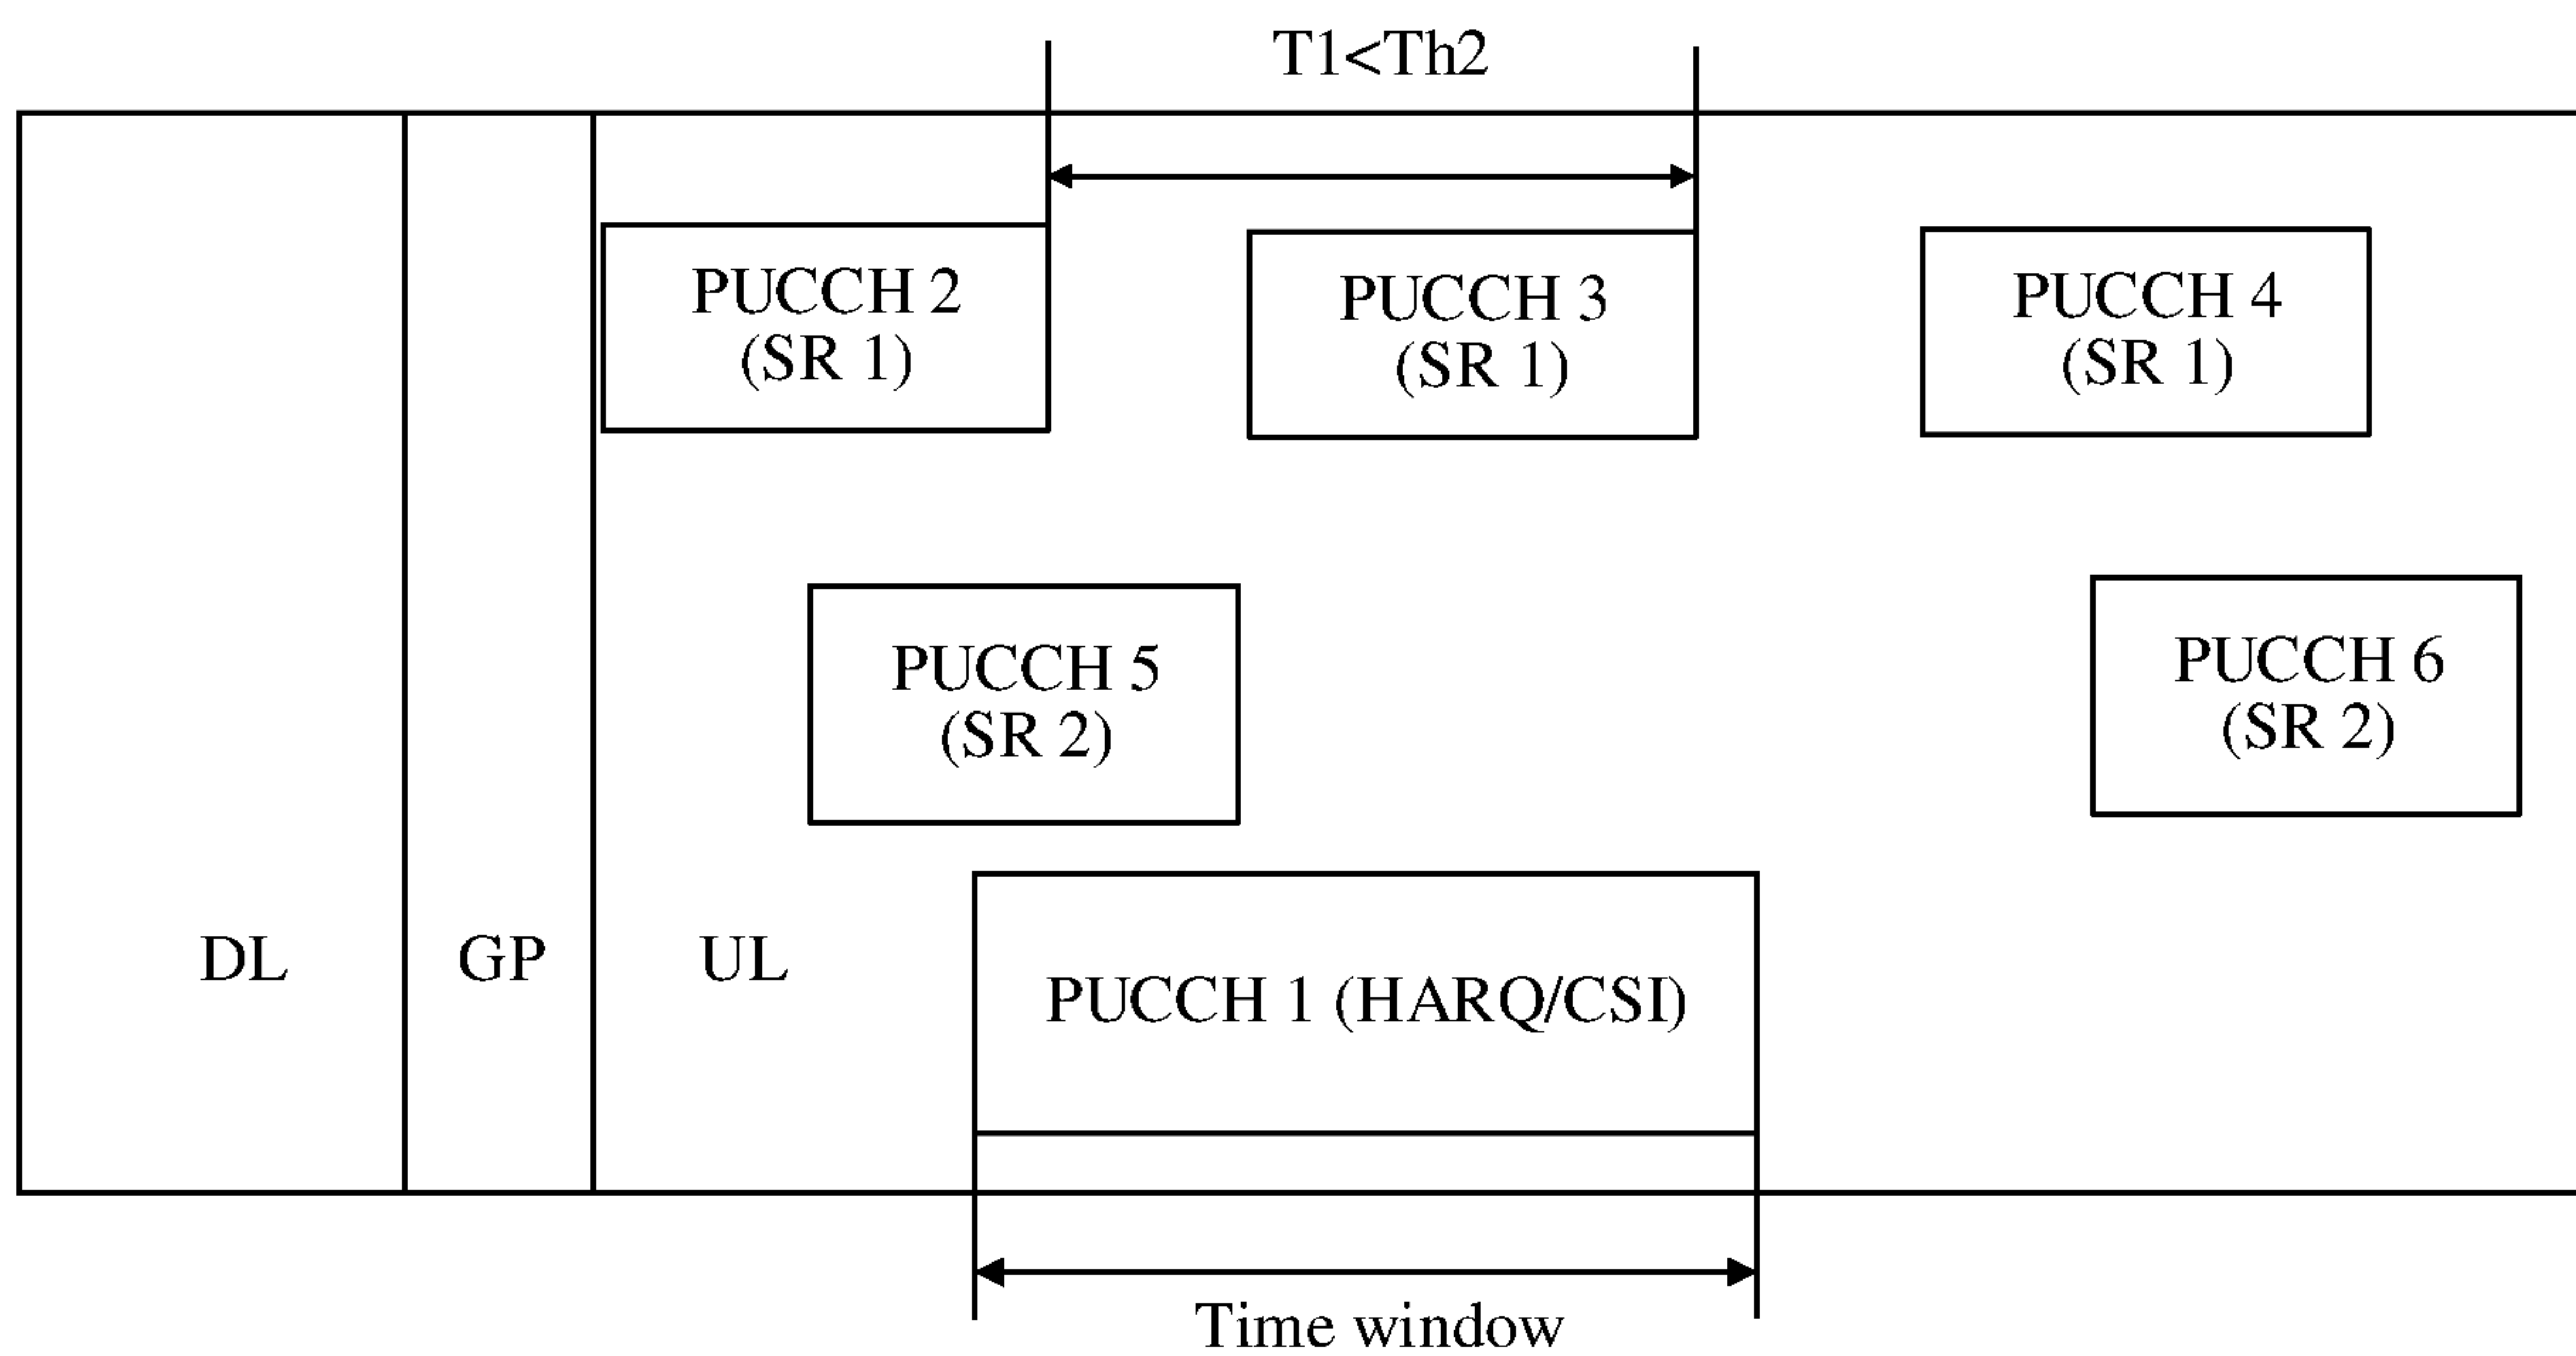 T1<Th2
PUCCH 2
(SR 1)
PUCCH 3
(SR 1)
PUCCH 4
(SR 1)
PUCCH 5
(SR 2)
PUCCH 6
(SR 2)
DL
GP
UL
PUCCH 1 (HARQ/CSI)
Time window